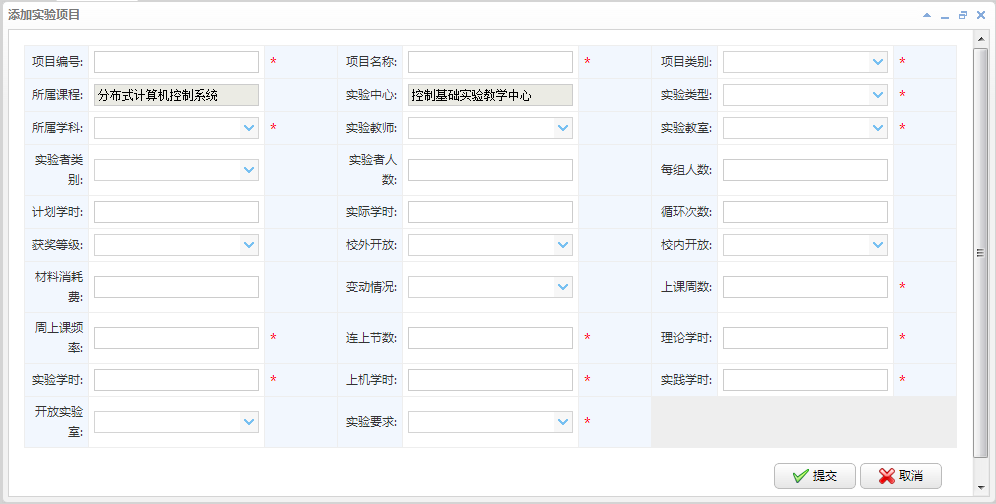 添加实验项目
项目编号: * 项目名称: * 项目类别: *
所属课程: 分布式计算机控制系统 实验中心: 控制基础实验教学中心 实验类型: *
所属学科: * 实验教师: 实验教室: *
实验者类别: 实验者人数: 每组人数:
计划学时: 实际学时: 循环次数:
获奖等级: 校外开放: 校内开放:
材料消耗费: 变动情况: 上课周数: *
周上课频率: * 连上节数: * 理论学时: *
实验学时: * 上机学时: * 实践学时: *
开放实验室: 实验要求: *
提交 取消